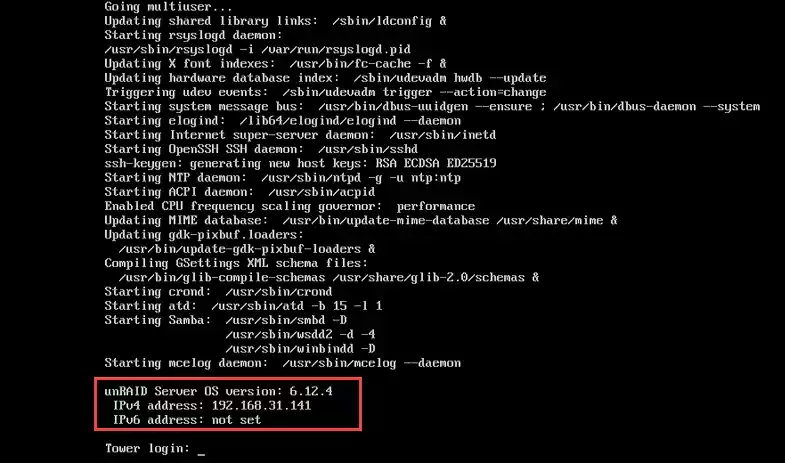 Going multiuser...
Updating shared library links:  /sbin/ldconfig &
Starting rsyslogd daemon:
/usr/sbin/rsyslogd -i /var/run/rsyslogd.pid
Updating X font indexes:  /usr/bin/fc-cache -f &
Updating hardware database index:  /sbin/udevadm hwdb --update
Triggering udev events:  /sbin/udevadm trigger --action=change
Starting system message bus:  /usr/bin/dbus-uuidgen --ensure ; /usr/bin/dbus-daemon --system
Starting elogind:  /lib64/elogind/elogind --daemon
Starting Internet super-server daemon:  /usr/sbin/inetd
Starting OpenSSH SSH daemon:  /usr/sbin/sshd
ssh-keygen: generating new host keys: RSA ECDSA ED25519
Starting NTP daemon:  /usr/sbin/ntpd -g -u ntp:ntp
Starting ACPI daemon:  /usr/sbin/acpid
Enabled CPU frequency scaling governor:  performance
Updating MIME database:  /usr/bin/update-mime-database /usr/share/mime &
Updating gdk-pixbuf.loaders:
  /usr/bin/update-gdk-pixbuf-loaders &
Compiling GSettings XML schema files:
  /usr/bin/glib-compile-schemas /usr/share/glib-2.0/schemas &
Starting crond:  /usr/sbin/crond
Starting atd:  /usr/sbin/atd -b 15 -l 1
Starting Samba:  /usr/sbin/smbd -D
                 /usr/sbin/wsdd2 -d -4
                 /usr/sbin/winbindd -D
Starting mcelog daemon:  /usr/sbin/mcelog --daemon
unRAID Server OS version: 6.12.4
 IPv4 address: 192.168.31.141
 IPv6 address: not set
Tower login: _